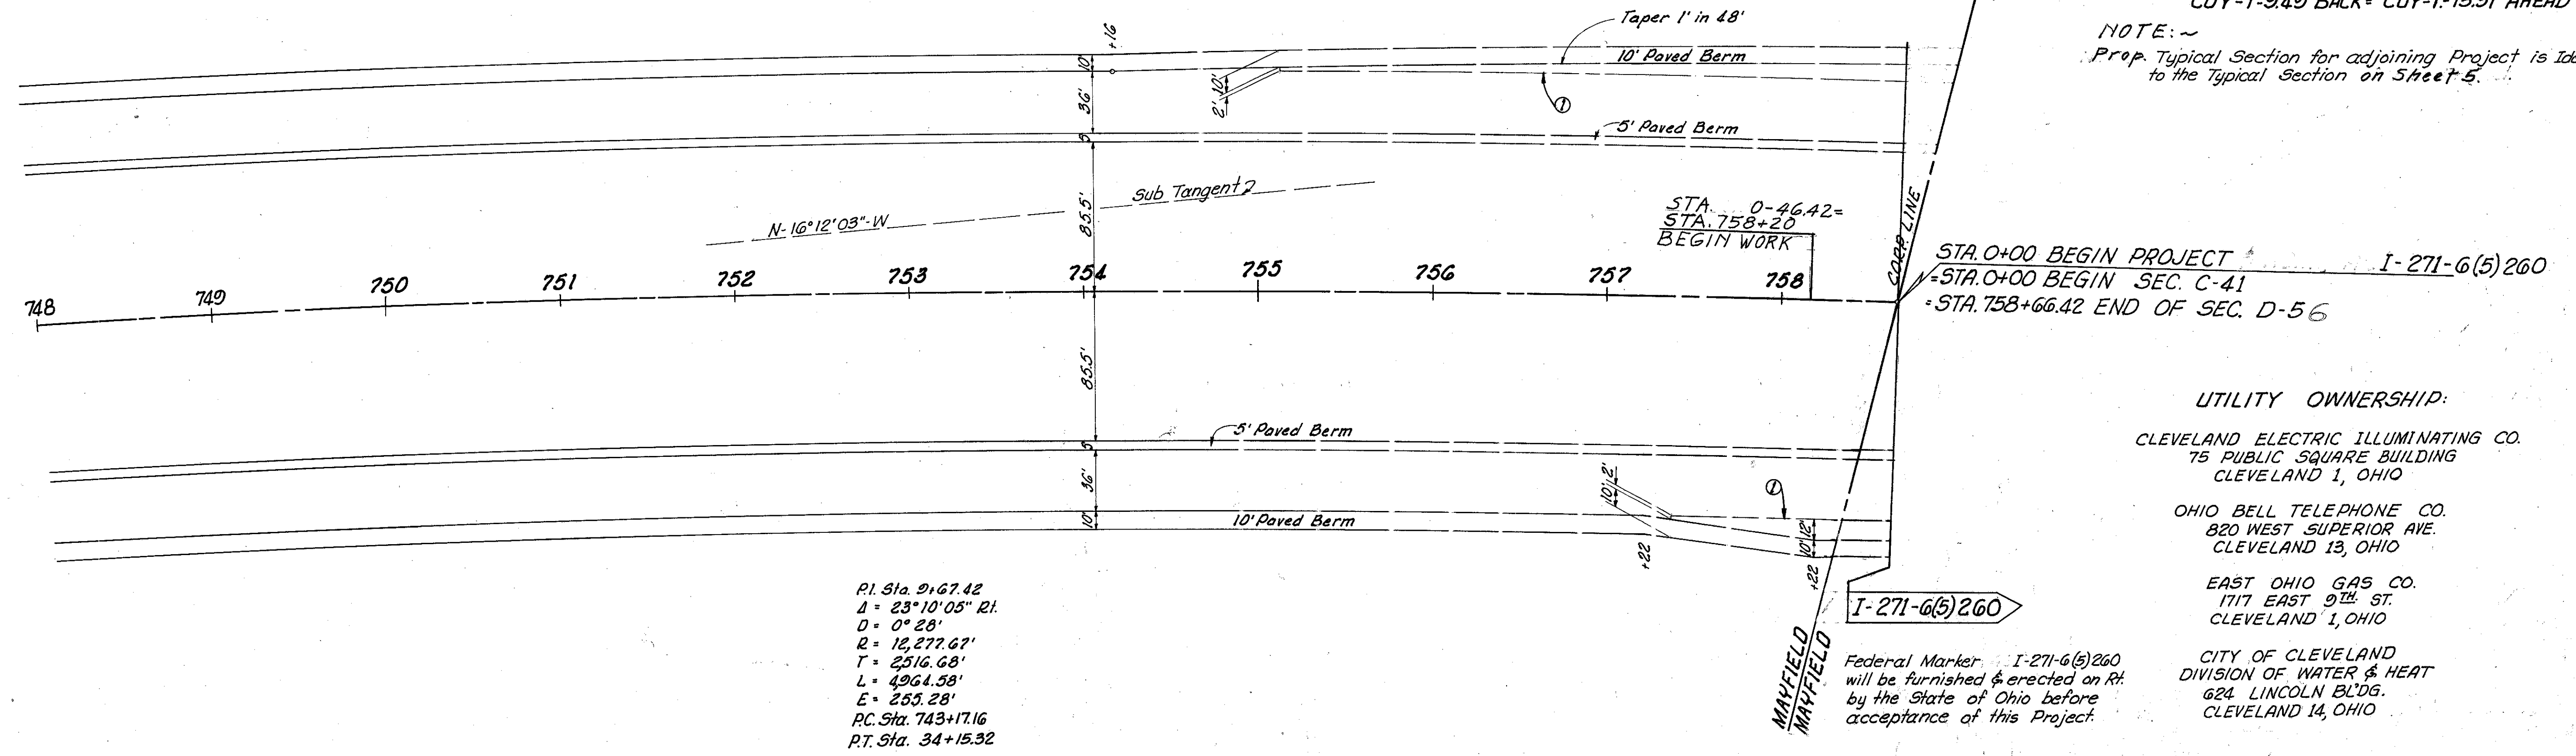 CUY-1-9.49 BACK= CUY-1-13.91 AHEAD
NOTE:~
Prop. Typical Section for adjoining Project is
to the Typical Section on Sheet 5.
Taper 1' in 48'
+16
10'
10' Paved Berm
10'
2'
36'
①
5
5' Paved Berm
Sub Tangent
85.5'
N-16°12'03"-W
STA. 0-46.42=
STA. 758+20
BEGIN WORK
CORP. LINE
748 749 750 751 752 753 754 755 756 757 758
STA. 0+00 BEGIN PROJECT I-271-6(5)260
=STA. 0+00 BEGIN SEC. C-41
=STA. 758+66.42 END OF SEC. D-56
85.5'
5' Paved Berm
5
36'
10'
10' Paved Berm
2'
10'
①
12'
10'
+22
+22
I-271-6(5)260
MAYFIELD
MAYFIELD
P.I. Sta. 9+67.42
Δ = 23°10'05" Rt.
D = 0°28'
R = 12,277.67'
T = 2,516.68'
L = 4,964.58'
E = 255.28'
P.C. Sta. 743+17.16
P.T. Sta. 34+15.32
Federal Marker I-271-6(5)260
will be furnished & erected on Rt.
by the State of Ohio before
acceptance of this Project.
UTILITY OWNERSHIP:
CLEVELAND ELECTRIC ILLUMINATING CO.
75 PUBLIC SQUARE BUILDING
CLEVELAND 1, OHIO
OHIO BELL TELEPHONE CO.
820 WEST SUPERIOR AVE.
CLEVELAND 13, OHIO
EAST OHIO GAS CO.
1717 EAST 9TH. ST.
CLEVELAND 1, OHIO
CITY OF CLEVELAND
DIVISION OF WATER & HEAT
624 LINCOLN BL'DG.
CLEVELAND 14, OHIO